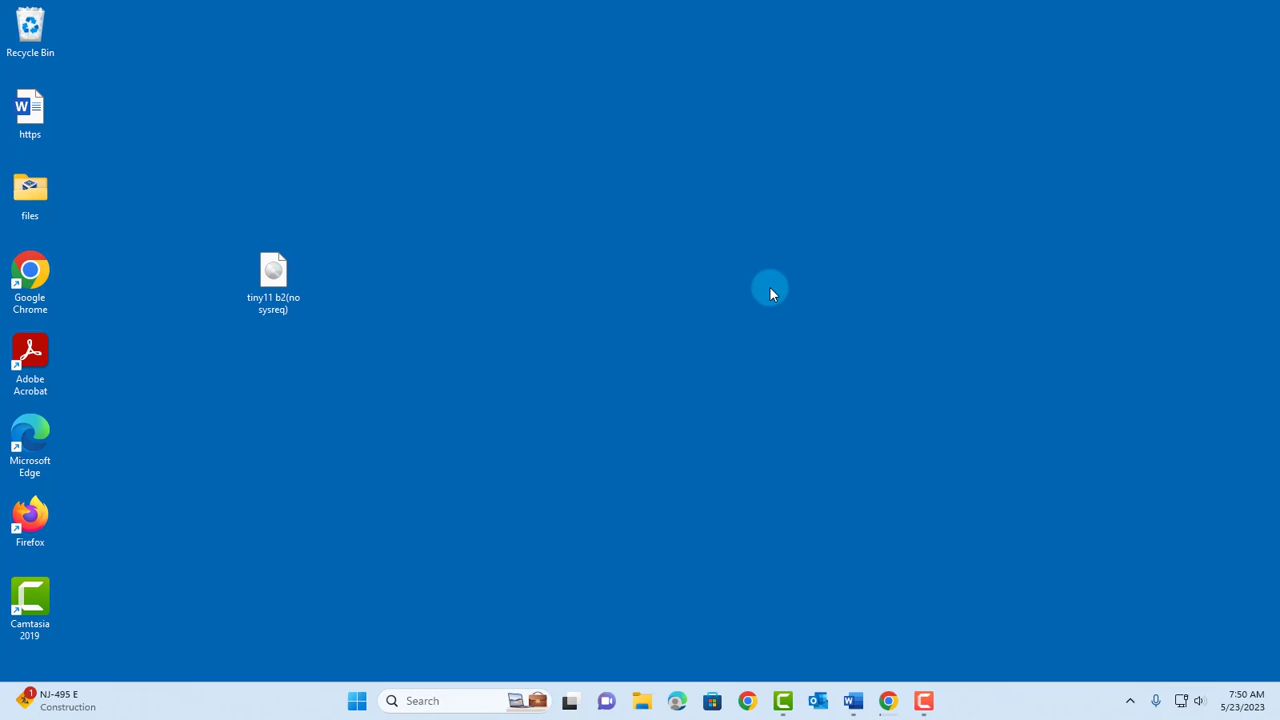 Recycle Bin
https
files
Google
Chrome
Adobe
Acrobat
Microsoft
Edge
Firefox
Camtasia
2019
tiny11 b2(no
sysreq)
1
NJ-495 E
Construction
Search
7:50 AM
5/23/2023